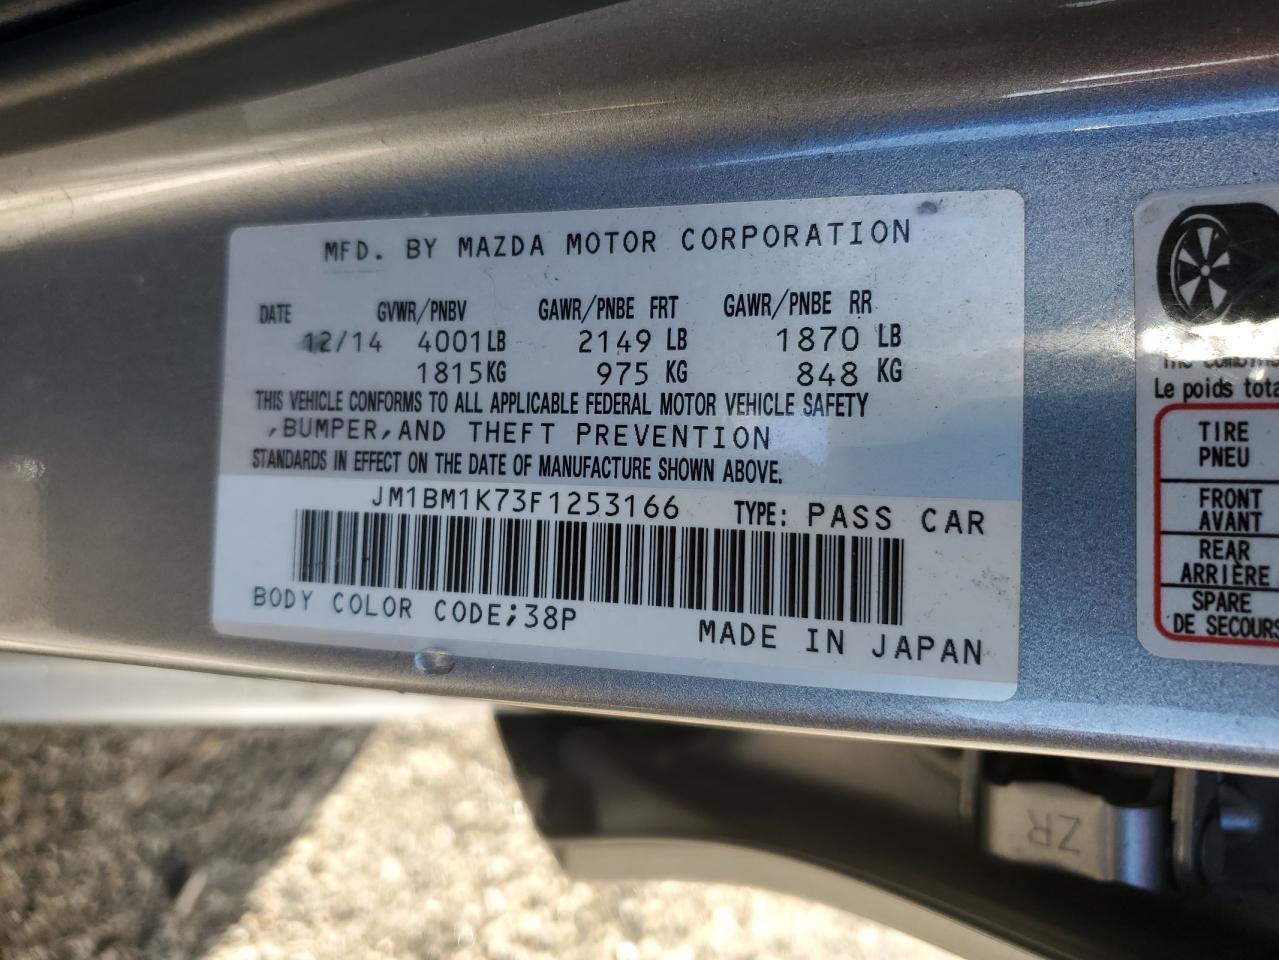 MFD. BY MAZDA MOTOR CORPORATION
DATE GVWR/PNBV GAWR/PNBE FRT GAWR/PNBE RR
12/14 4001LB 2149 LB 1870 LB
1815KG 975 KG 848 KG
THIS VEHICLE CONFORMS TO ALL APPLICABLE FEDERAL MOTOR VEHICLE SAFETY
,BUMPER,AND THEFT PREVENTION
STANDARDS IN EFFECT ON THE DATE OF MANUFACTURE SHOWN ABOVE.
JM1BM1K73F1253166 TYPE: PASS CAR
BODY COLOR CODE;38P
MADE IN JAPAN
Le poids
TIRE
PNEU
FRONT
AVANT
REAR
ARRIÈRE
SPARE
DE SECOURS
ZR